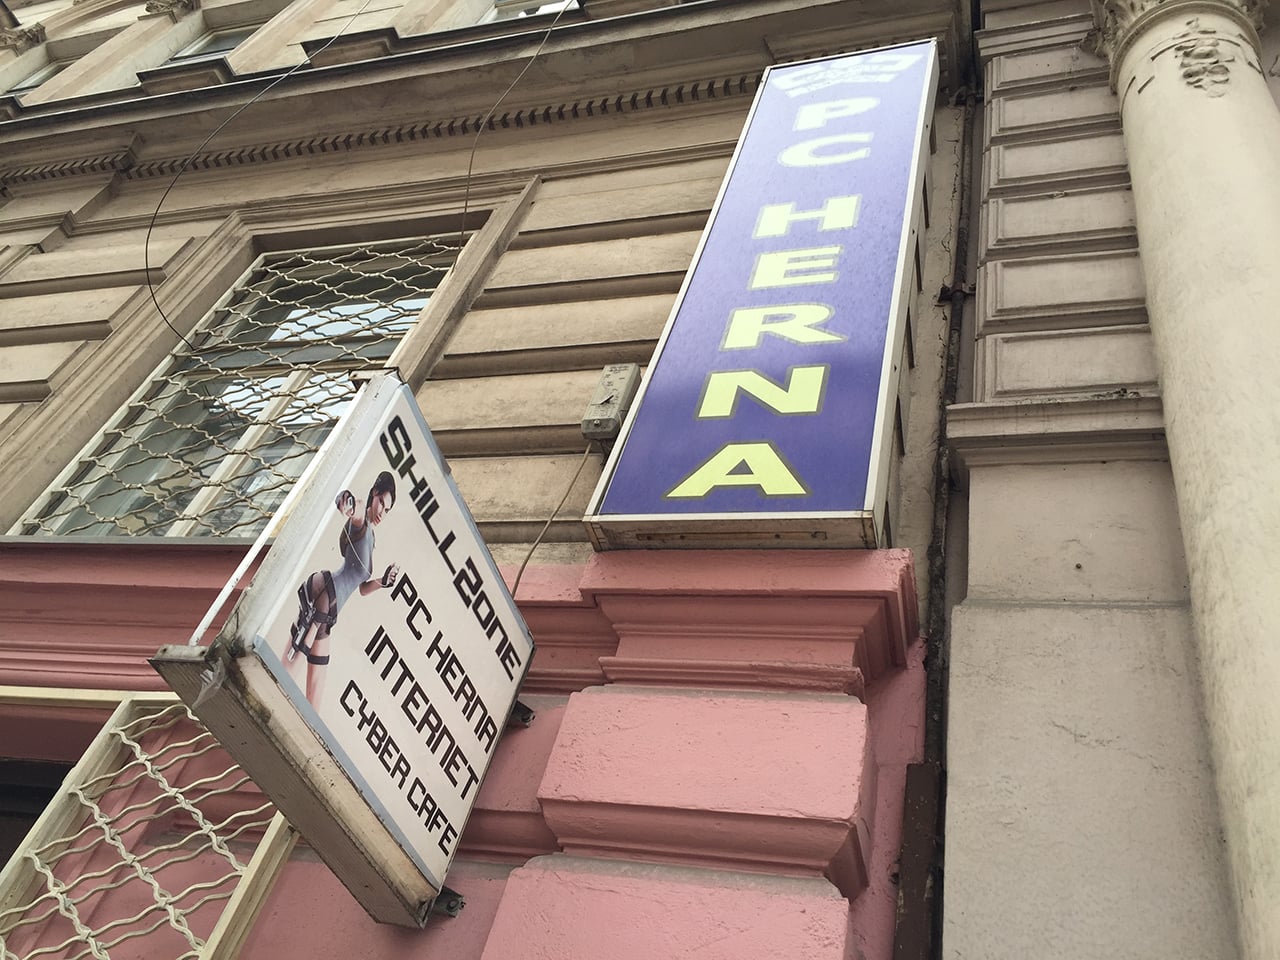 SKILLZONE
PC HERNA
INTERNET
CYBER CAFE
PC HERNA